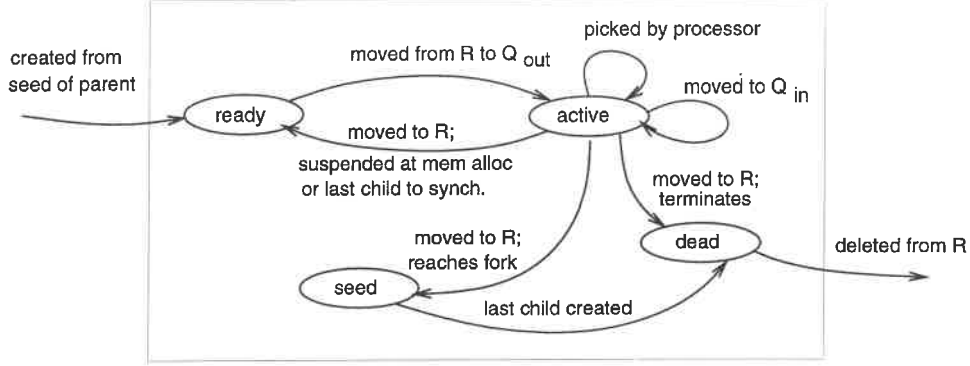 created from
seed of parent
moved from R to Q out
picked by processor
moved to Q in
ready
active
moved to R;
suspended at mem alloc
or last child to synch.
moved to R;
terminates
moved to R;
reaches fork
dead
deleted from R
seed
last child created